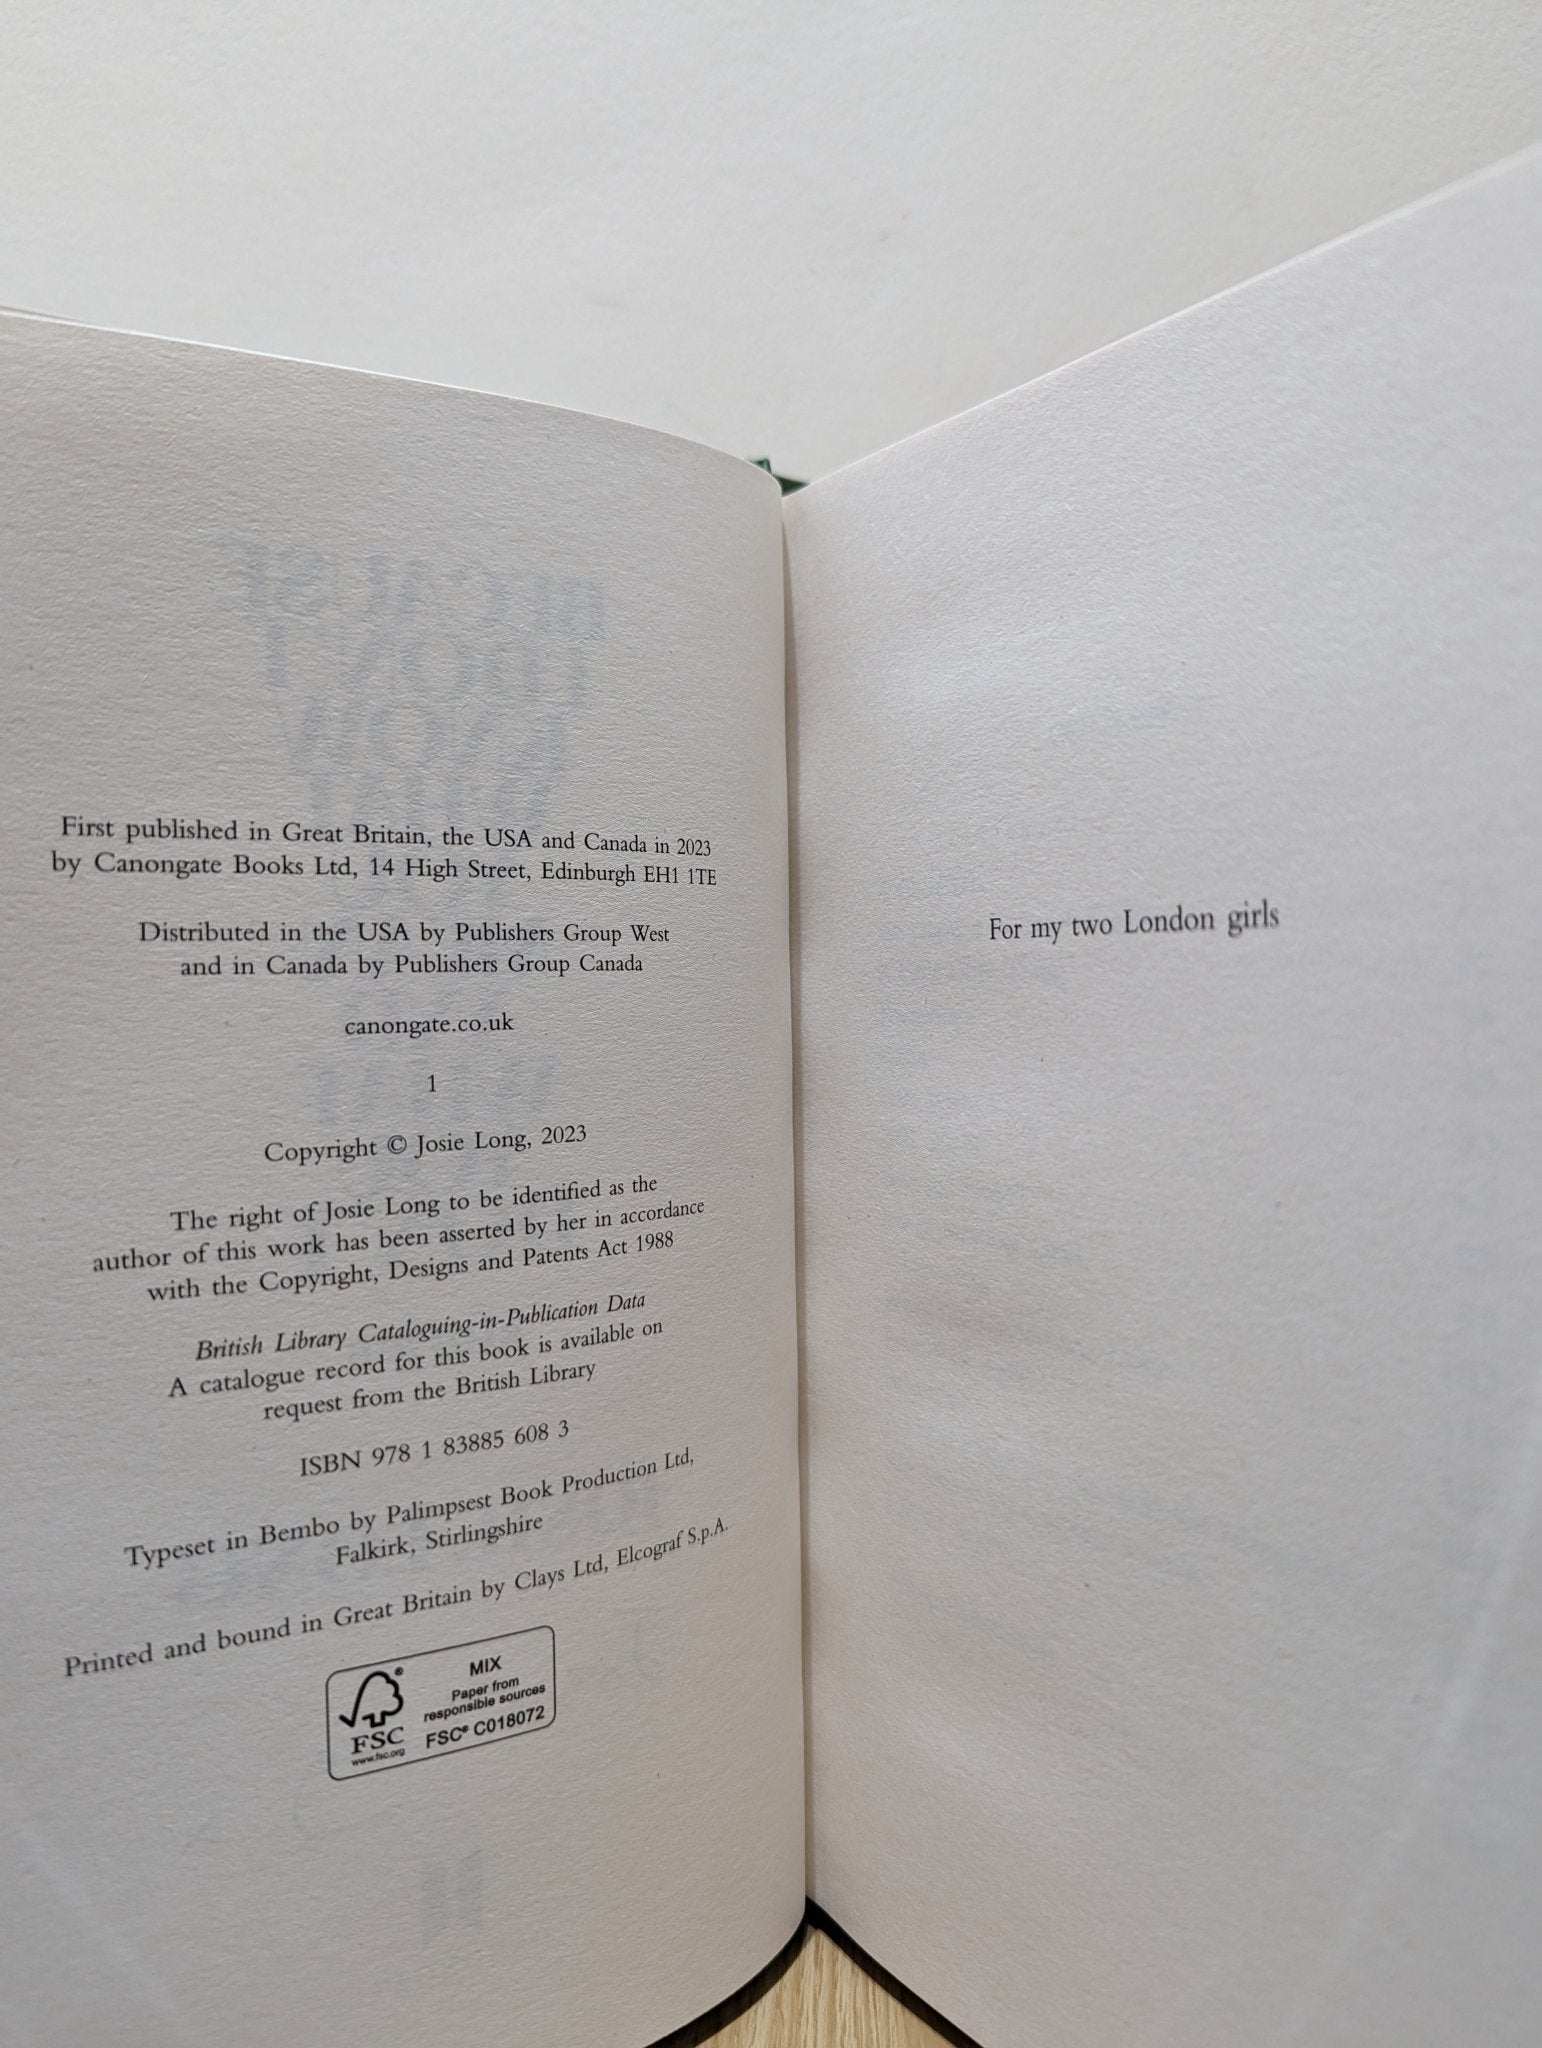 First published in Great Britain, the USA and Canada in 2023
by Canongate Books Ltd, 14 High Street, Edinburgh EH1 1TE
Distributed in the USA by Publishers Group West
and in Canada by Publishers Group Canada
canongate.co.uk
1
Copyright © Josie Long, 2023
The right of Josie Long to be identified as the
author of this work has been asserted by her in accordance
with the Copyright, Designs and Patents Act 1988
British Library Cataloguing-in-Publication Data
A catalogue record for this book is available on
request from the British Library
ISBN 978 1 83885 608 3
Typeset in Bembo by Palimpsest Book Production Ltd,
Falkirk, Stirlingshire
Printed and bound in Great Britain by Clays Ltd, Elcograf S.p.A.
®
FSC
www.fsc.org
MIX
Paper from
responsible sources
FSC® C018072
For my two London girls